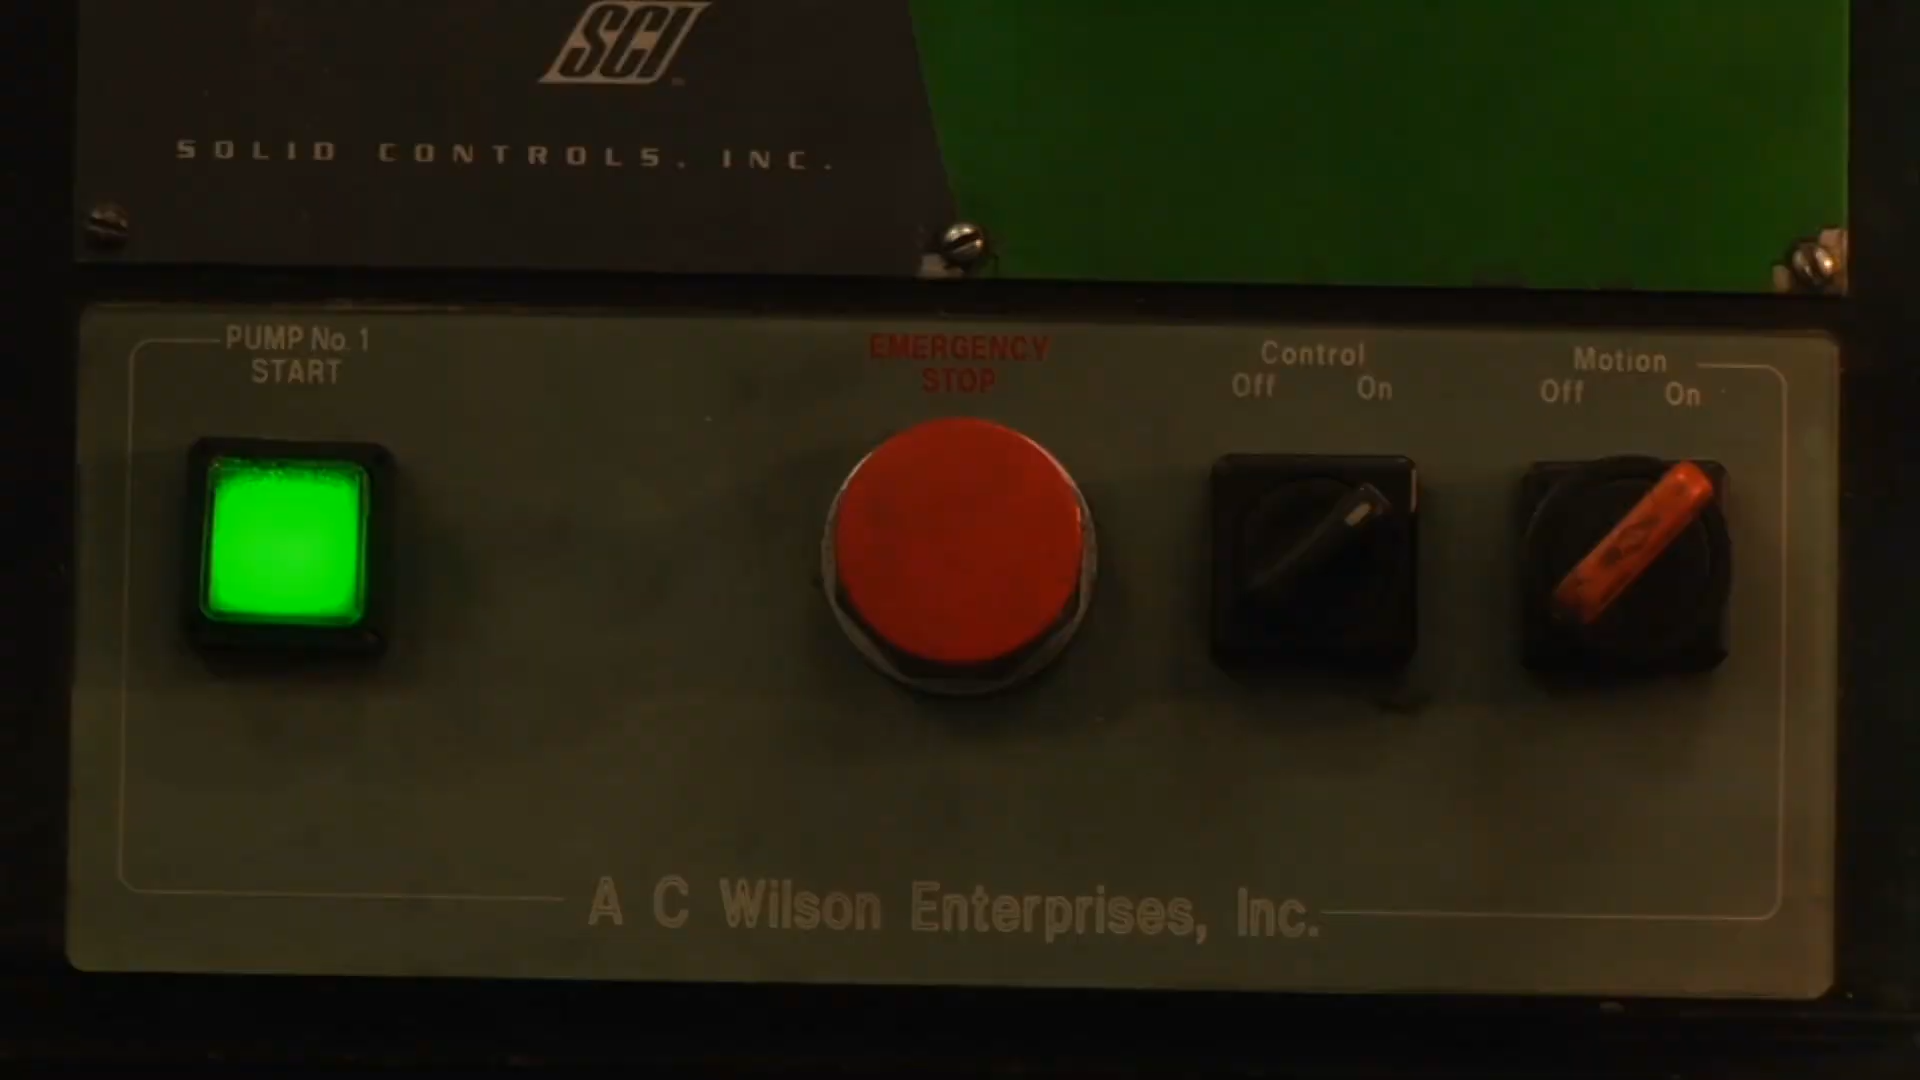 SCI
SOLID CONTROLS, INC.
PUMP No. 1
START
EMERGENCY
STOP
Control
Off On
Motion
Off On
A C Wilson Enterprises, Inc.